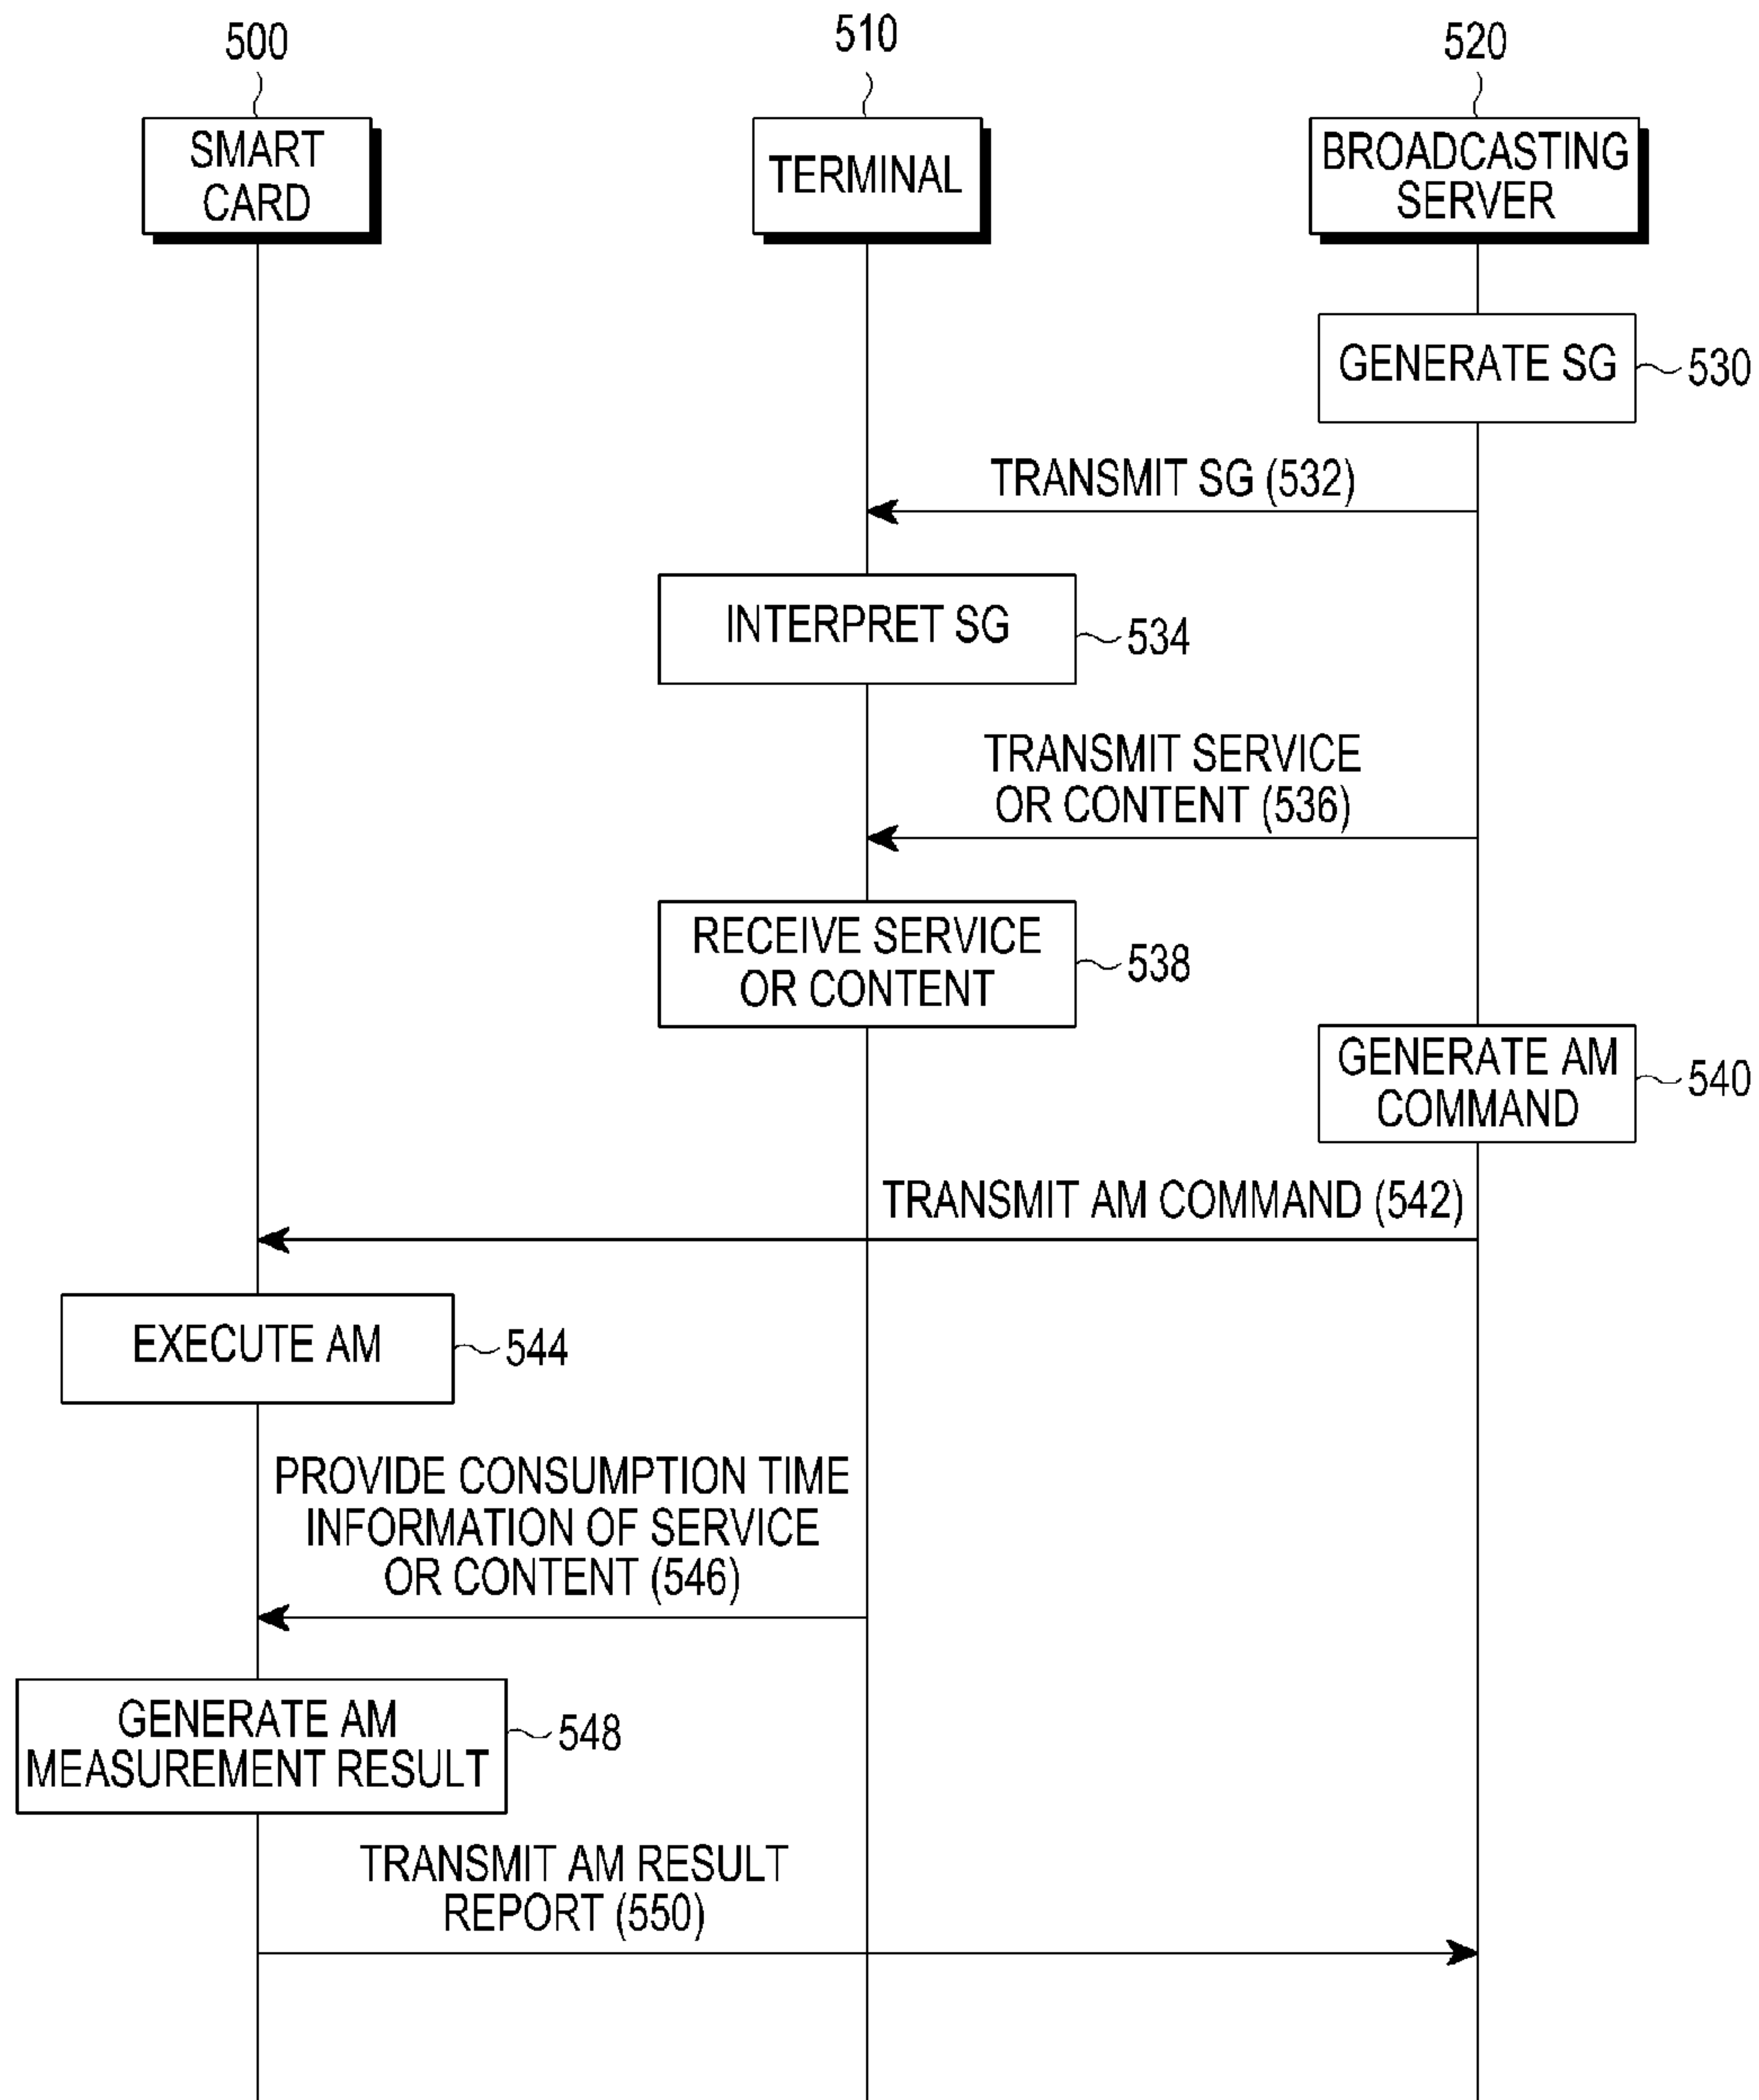 500
510
520
SMART
CARD
TERMINAL
BROADCASTING
SERVER
GENERATE SG
530
TRANSMIT SG (532)
INTERPRET SG
534
TRANSMIT SERVICE
OR CONTENT (536)
RECEIVE SERVICE
OR CONTENT
538
GENERATE AM
COMMAND
540
TRANSMIT AM COMMAND (542)
EXECUTE AM
544
PROVIDE CONSUMPTION TIME
INFORMATION OF SERVICE
OR CONTENT (546)
GENERATE AM
MEASUREMENT RESULT
548
TRANSMIT AM RESULT
REPORT (550)